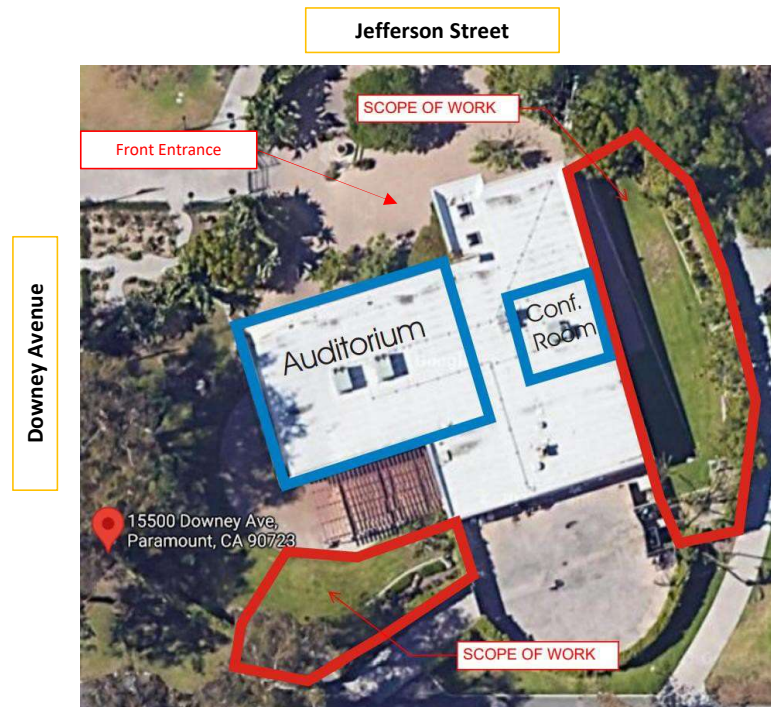 Jefferson Street
SCOPE OF WORK
Front Entrance
Downey Avenue
Conf.
Room
Auditorium
15500 Downey Ave,
Paramount, CA 90723
SCOPE OF WORK